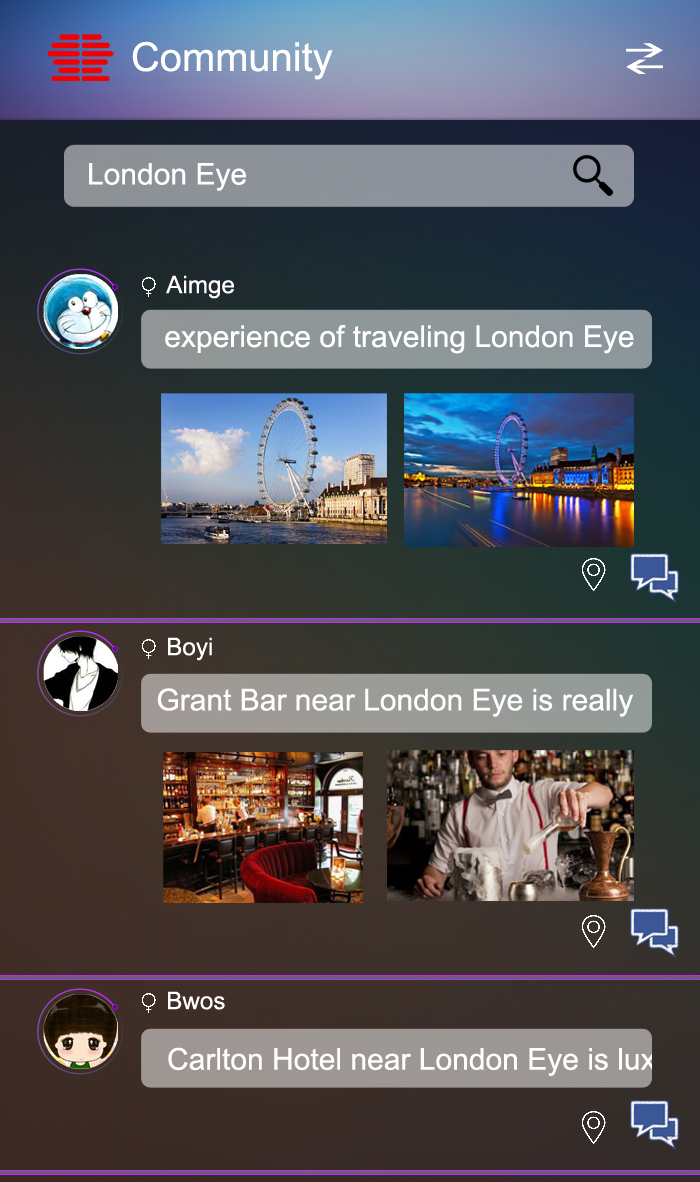 Community
London Eye
Aimge
experience of traveling London Eye
Boyi
Grant Bar near London Eye is really
Bwos
Carlton Hotel near London Eye is lux